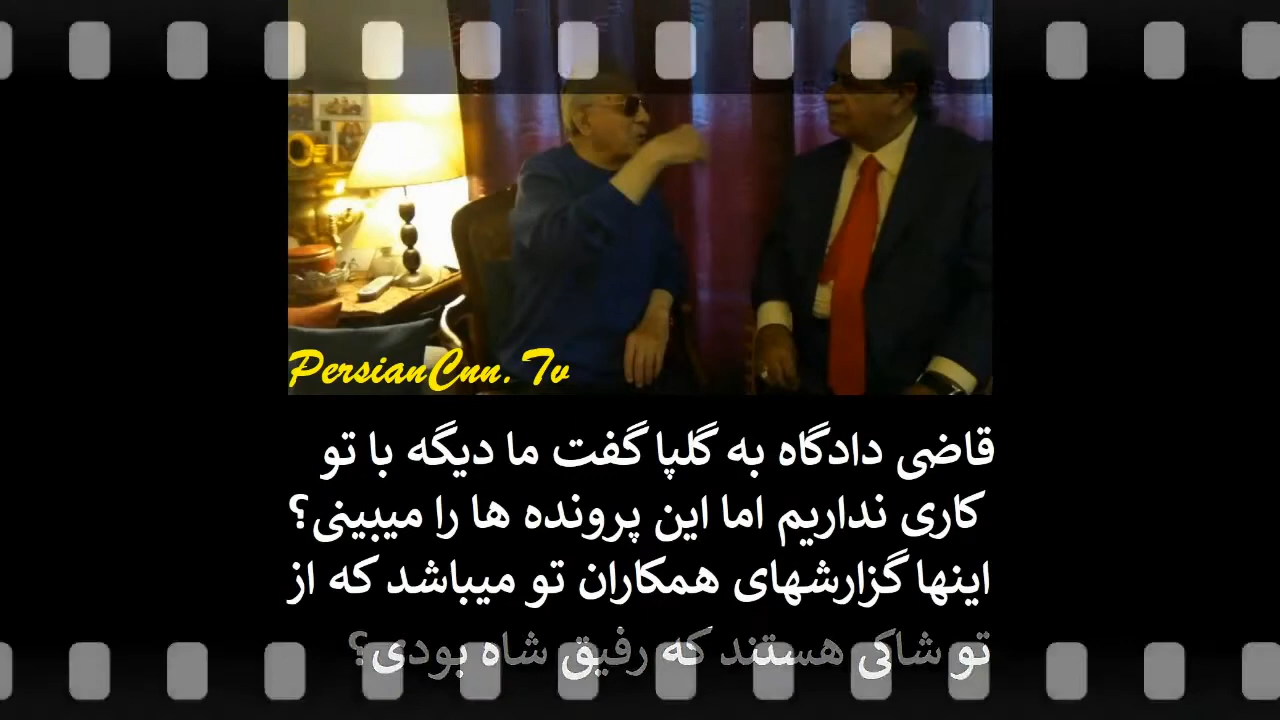 PersianCnn. Tv
قاضی دادگاه به گلپا گفت ما دیگه با تو
کاری نداریم اما این پرونده ها را میبینی؟
اینها گزارشهای همکاران تو میباشد که از
تو شاکی هستند که رفیق شاه بودی؟